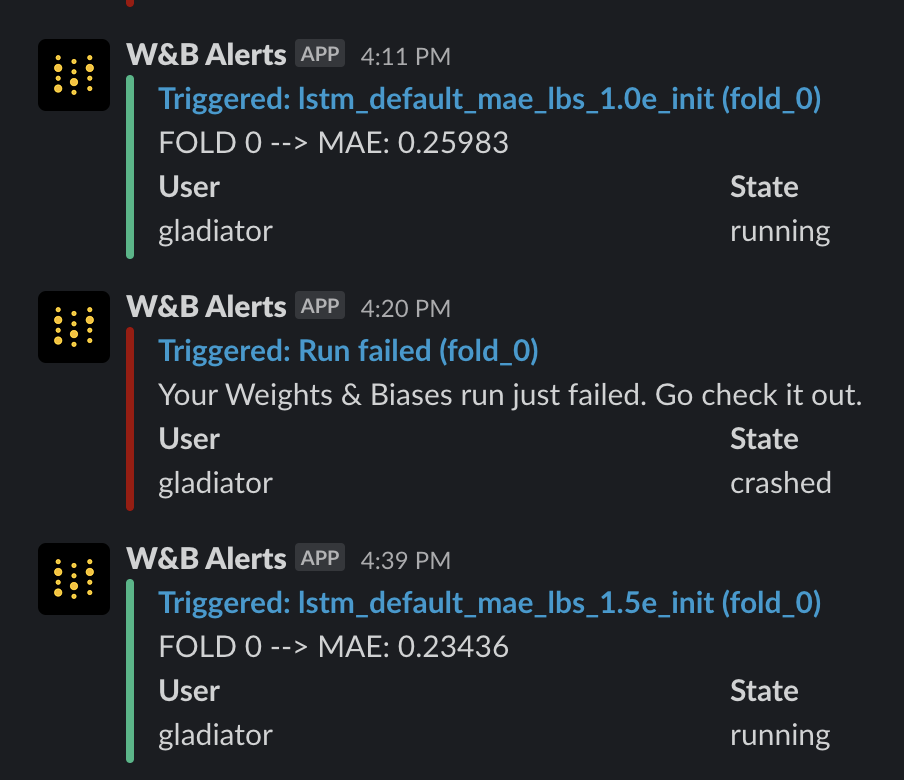 W&B Alerts APP 4:11 PM
Triggered: lstm_default_mae_lbs_1.0e_init (fold_0)
FOLD 0 --> MAE: 0.25983
User State
gladiator running
W&B Alerts APP 4:20 PM
Triggered: Run failed (fold_0)
Your Weights & Biases run just failed. Go check it out.
User State
gladiator crashed
W&B Alerts APP 4:39 PM
Triggered: lstm_default_mae_lbs_1.5e_init (fold_0)
FOLD 0 --> MAE: 0.23436
User State
gladiator running